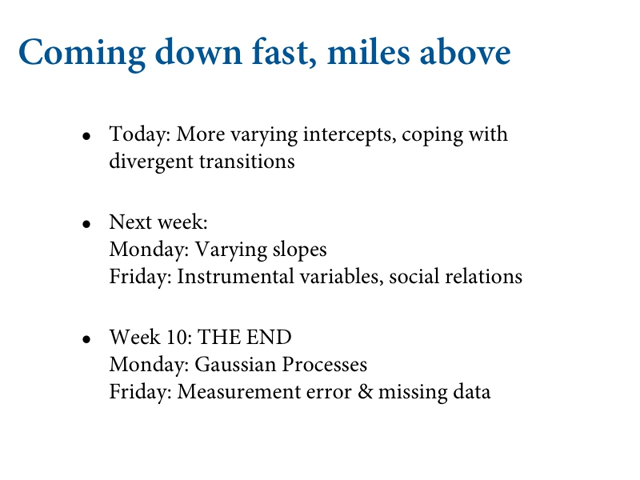 Coming down fast, miles above
• Today: More varying intercepts, coping with
divergent transitions
• Next week:
Monday: Varying slopes
Friday: Instrumental variables, social relations
• Week 10: THE END
Monday: Gaussian Processes
Friday: Measurement error & missing data